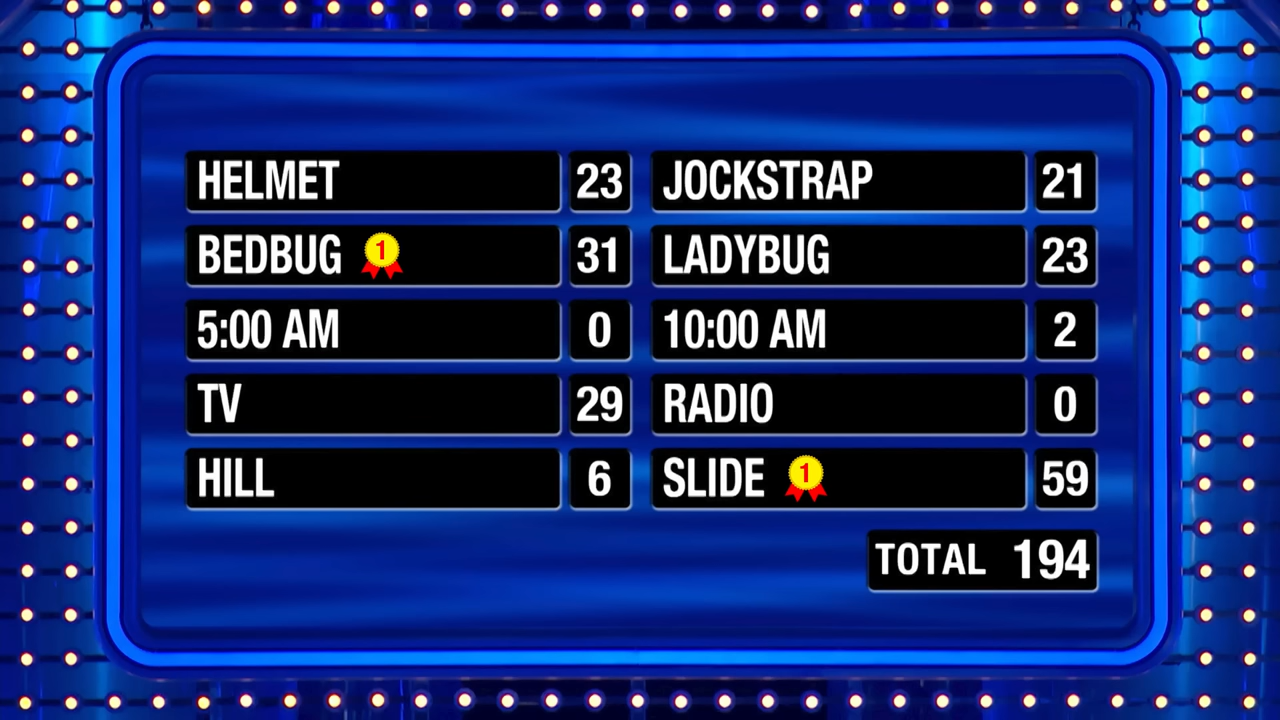 HELMET 23 JOCKSTRAP 21
BEDBUG 1 31 LADYBUG 23
5:00 AM 0 10:00 AM 2
TV 29 RADIO 0
HILL 6 SLIDE 1 59
TOTAL 194